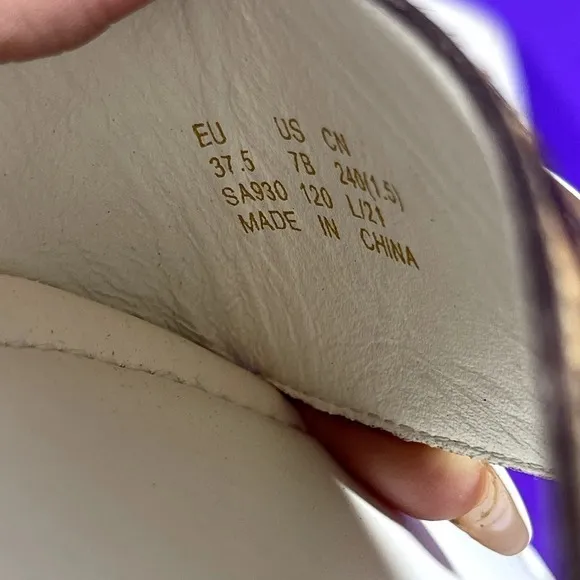 EU US CN
37.5 7B 240(1.5)
SA930 120 L/21
MADE IN CHINA